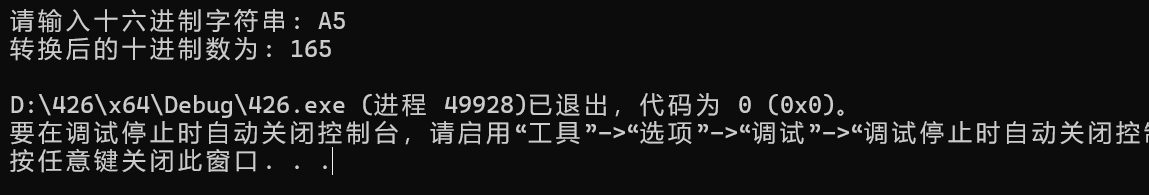 请输入十六进制字符串: A5
转换后的十进制数为: 165
D:\426\x64\Debug\426.exe (进程 49928)已退出，代码为 0 (0x0)。
要在调试停止时自动关闭控制台，请启用“工具”->“选项”->“调试”->“调试停止时自动关闭控
按任意键关闭此窗口. . .